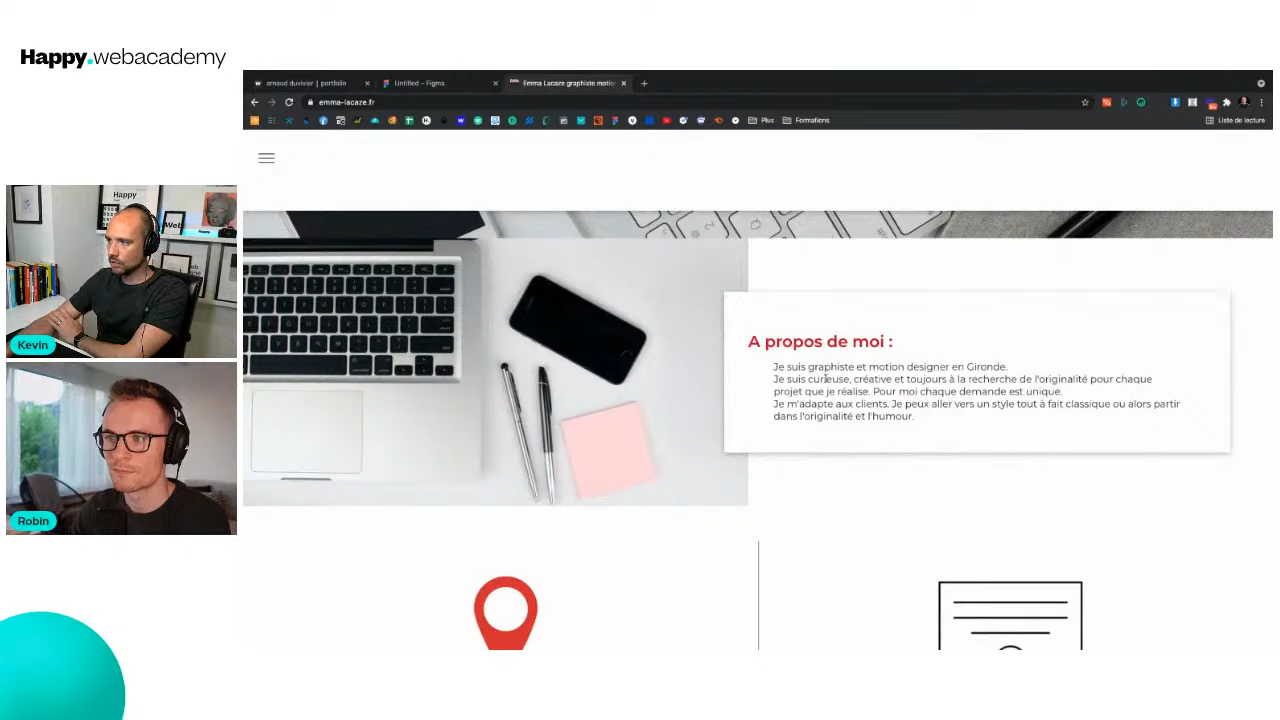 Happy.webacademy
arnaud duvivier | portfolio
Untitled – Figma
Emma Lacaze graphiste motion
emma-lacaze.fr
Plus
Formations
Liste de lecture
Happy
Web
Kevin
Robin
A propos de moi :
Je suis graphiste et motion designer en Gironde.
Je suis curieuse, créative et toujours à la recherche de l'originalité pour chaque
projet que je réalise. Pour moi chaque demande est unique.
Je m'adapte aux clients. Je peux aller vers un style tout à fait classique ou alors partir
dans l'originalité et l'humour.